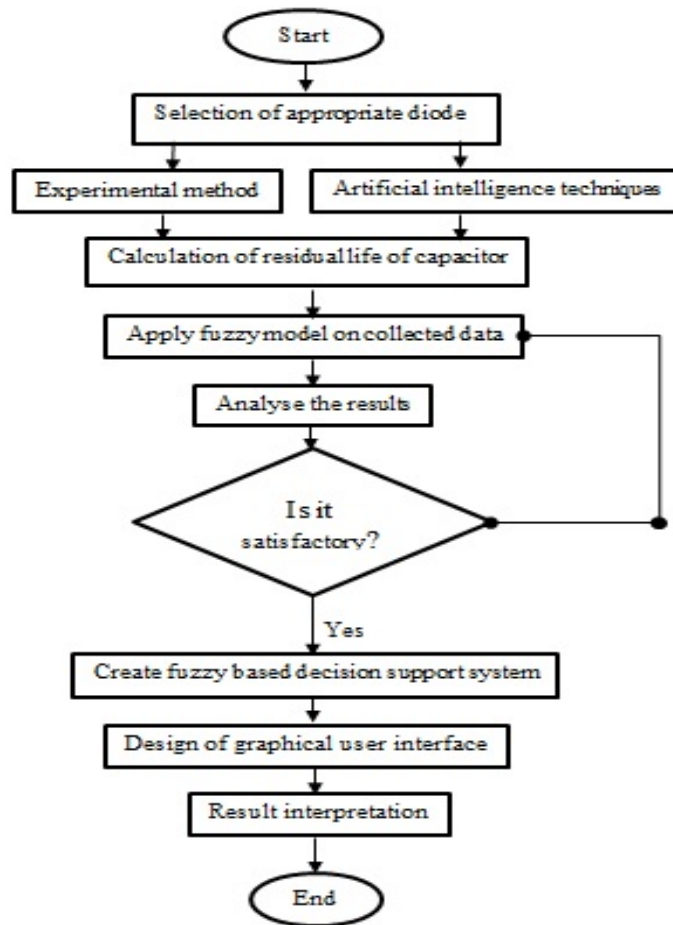 Start
Selection of appropriate diode
Experimental method
Artificial intelligence techniques
Calculation of residual life of capacitor
Apply fuzzy model on collected data
Analyse the results
Is it
satisfactory?
Yes
Create fuzzy based decision support system
Design of graphical user interface
Result interpretation
End